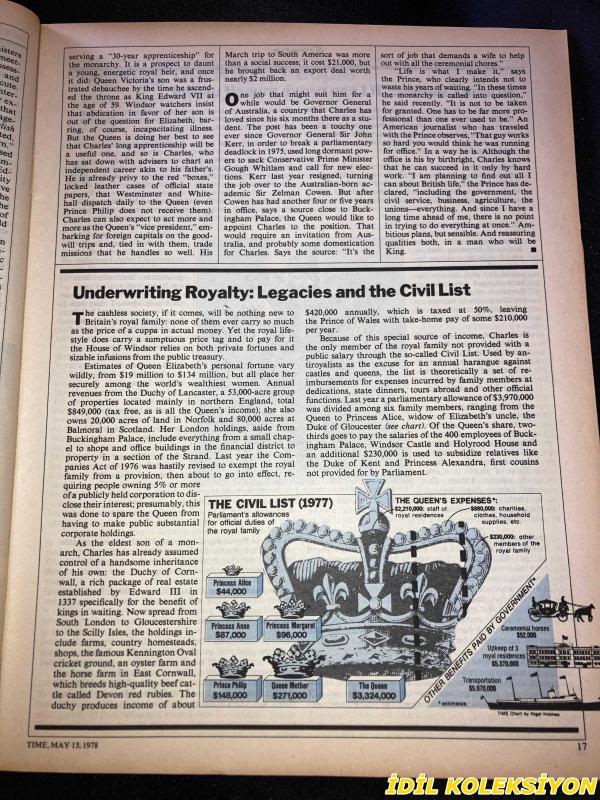 serving a "30-year apprenticeship" for
the monarchy. It is a prospect to daunt
a young, energetic royal heir, and once
it did: Queen Victoria's son was a frus-
trated debauchee by the time he ascend-
ed the throne as King Edward VII at
the age of 59. Windsor watchers insist
that abdication in favor of her son is
out of the question for Elizabeth, bar-
ring, of course, incapacitating illness
But the Queen is doing her best to see
that Charles' long apprenticeship will be
a useful one, and so is Charles, who
has sat down with advisers to chart an
independent career akin to his father's.
He is already privy to the red "boxes,"
locked leather cases of official state
papers, that Westminster and White-
hall dispatch daily to the Queen (even
Prince Philip does not receive them).
Charles can also expect to act more and
more as the Queen's "vice president," em-
barking for foreign capitals on the good-
will trips and, tied in with them, trade
missions that he handles so well. His
March trip to South America was more
than a social success; it cost $21,000, but
he brought back an export deal worth
nearly $2 million.
One job that might suit him for a
while would be Governor General
of Australia, a country that Charles has
loved since his six months there as a stu-
dent. The post has been a touchy one
ever since Governor General Sir John
Kerr, in order to break a parliamentary
deadlock in 1975, used long dormant pow-
ers to sack Conservative Prime Minister
Gough Whitlam and call for new elec-
tions. Kerr last year resigned, turning
the job over to the Australian-born ac-
ademic Sir Zelman Cowen. But after
Cowen has had another four or five years
in office, says a source close to Buck-
ingham Palace, the Queen would like to
appoint Charles to the position. That
would require an invitation from Aus-
tralia, and probably some domestication
for Charles. Says the source: "It's the
sort of job that demands a wife to help
out with all the ceremonial chores."
"Life is what I make it," says
the Prince, who clearly intends not to
waste his years of waiting. "In these times
the monarchy is called into question,"
he said recently. "It is not to be taken
for granted. One has to be far more pro-
fessional than one ever used to be." An
American journalist who has traveled
with the Prince observes, "That guy works
so hard you would think he was running
for office." In a way he is. Although the
office is by birthright, Charles knows
that he can succeed in it only by hard
work. "I am planning to find out all I
can about British life," the Prince has de-
clared, "including the government, the
civil service, business, agriculture, the
unions—everything. And since I have a
long time ahead of me, there is no point
in trying to do everything at once." Am-
bitious plans, but sensible. And reassuring
qualities both, in a man who will be
King.
Underwriting Royalty: Legacies and the Civil List
The cashless society, if it comes, will be nothing new to
Britain's royal family: none of them ever carry so much
as the price of a cuppa in actual money. Yet the royal life-
style does carry a sumptuous price tag and to pay for it
the House of Windsor relies on both private fortunes and
sizable infusions from the public treasury.
Estimates of Queen Elizabeth's personal fortune vary
wildly, from $19 million to $134 million, but all place her
securely among the world's wealthiest women. Annual
revenues from the Duchy of Lancaster, a 53,000-acre group
of properties located mainly in northern England, total
$849,000 (tax free, as is all the Queen's income); she also
owns 20,000 acres of land in Norfolk and 80,000 acres at
Balmoral in Scotland. Her London holdings, aside from
Buckingham Palace, include everything from a small chap-
el to shops and office buildings in the financial district to
property in a section of the Strand. Last year the Com-
panies Act of 1976 was hastily revised to exempt the royal
family from a provision, then about to go into effect, re-
quiring people owning 5% or more
of a publicly held corporation to dis-
close their interest; presumably, this
was done to spare the Queen from
having to make public substantial
corporate holdings.
As the eldest son of a mon-
arch, Charles has already assumed
control of a handsome inheritance
of his own: the Duchy of Corn-
wall, a rich package of real estate
established by Edward III in
1337 specifically for the benefit of
kings in waiting. Now spread from
South London to Gloucestershire
to the Scilly Isles, the holdings in-
clude farms, country homesteads,
shops, the famous Kennington Oval
cricket ground, an oyster farm and
the horse farm in East Cornwall,
which breeds high-quality beef cat-
tle called Devon red rubies. The
duchy produces income of about
$420,000 annually, which is taxed at 50%, leaving
the Prince of Wales with take-home pay of some $210,000
per year.
Because of this special source of income, Charles is
the only member of the royal family not provided with a
public salary through the so-called Civil List. Used by an-
tiroyalists as the excuse for an annual harangue against
castles and queens, the list is theoretically a set of re-
imbursements for expenses incurred by family members at
dedications, state dinners, tours abroad and other official
functions. Last year a parliamentary allowance of $3,970,000
was divided among six family members, ranging from the
Queen to Princess Alice, widow of Elizabeth's uncle, the
Duke of Gloucester (see chart). Of the Queen's share, two-
thirds goes to pay the salaries of the 400 employees of Buck-
ingham Palace, Windsor Castle and Holyrood House and
an additional $230,000 is used to subsidize relatives like
the Duke of Kent and Princess Alexandra, first cousins
not provided for by Parliament.
THE CIVIL LIST (1977)
Parliament's allowances
for official duties of
the royal family
Princess Alice
$44,000
Princess Anne
$87,000
Princess Margaret
$96,000
Prince Philip
$148,000
Queen Mother
$271,000
The Queen
$3,324,000
THE QUEEN'S EXPENSES*:
$2,210,000: staff of
royal residences
$880,000: charities,
clothes, household
supplies, etc.
$230,000: other
members of the
royal family
OTHER BENEFITS PAID BY GOVERNMENT*
Ceremonial horses
$52,000
Upkeep of 3
royal residences
$5,370,000
Transportation
$5,970,000
* estimates
TIME Chart by Nigel Holmes
TIME, MAY 15, 1978
17
İDİL KOLEKSİYON